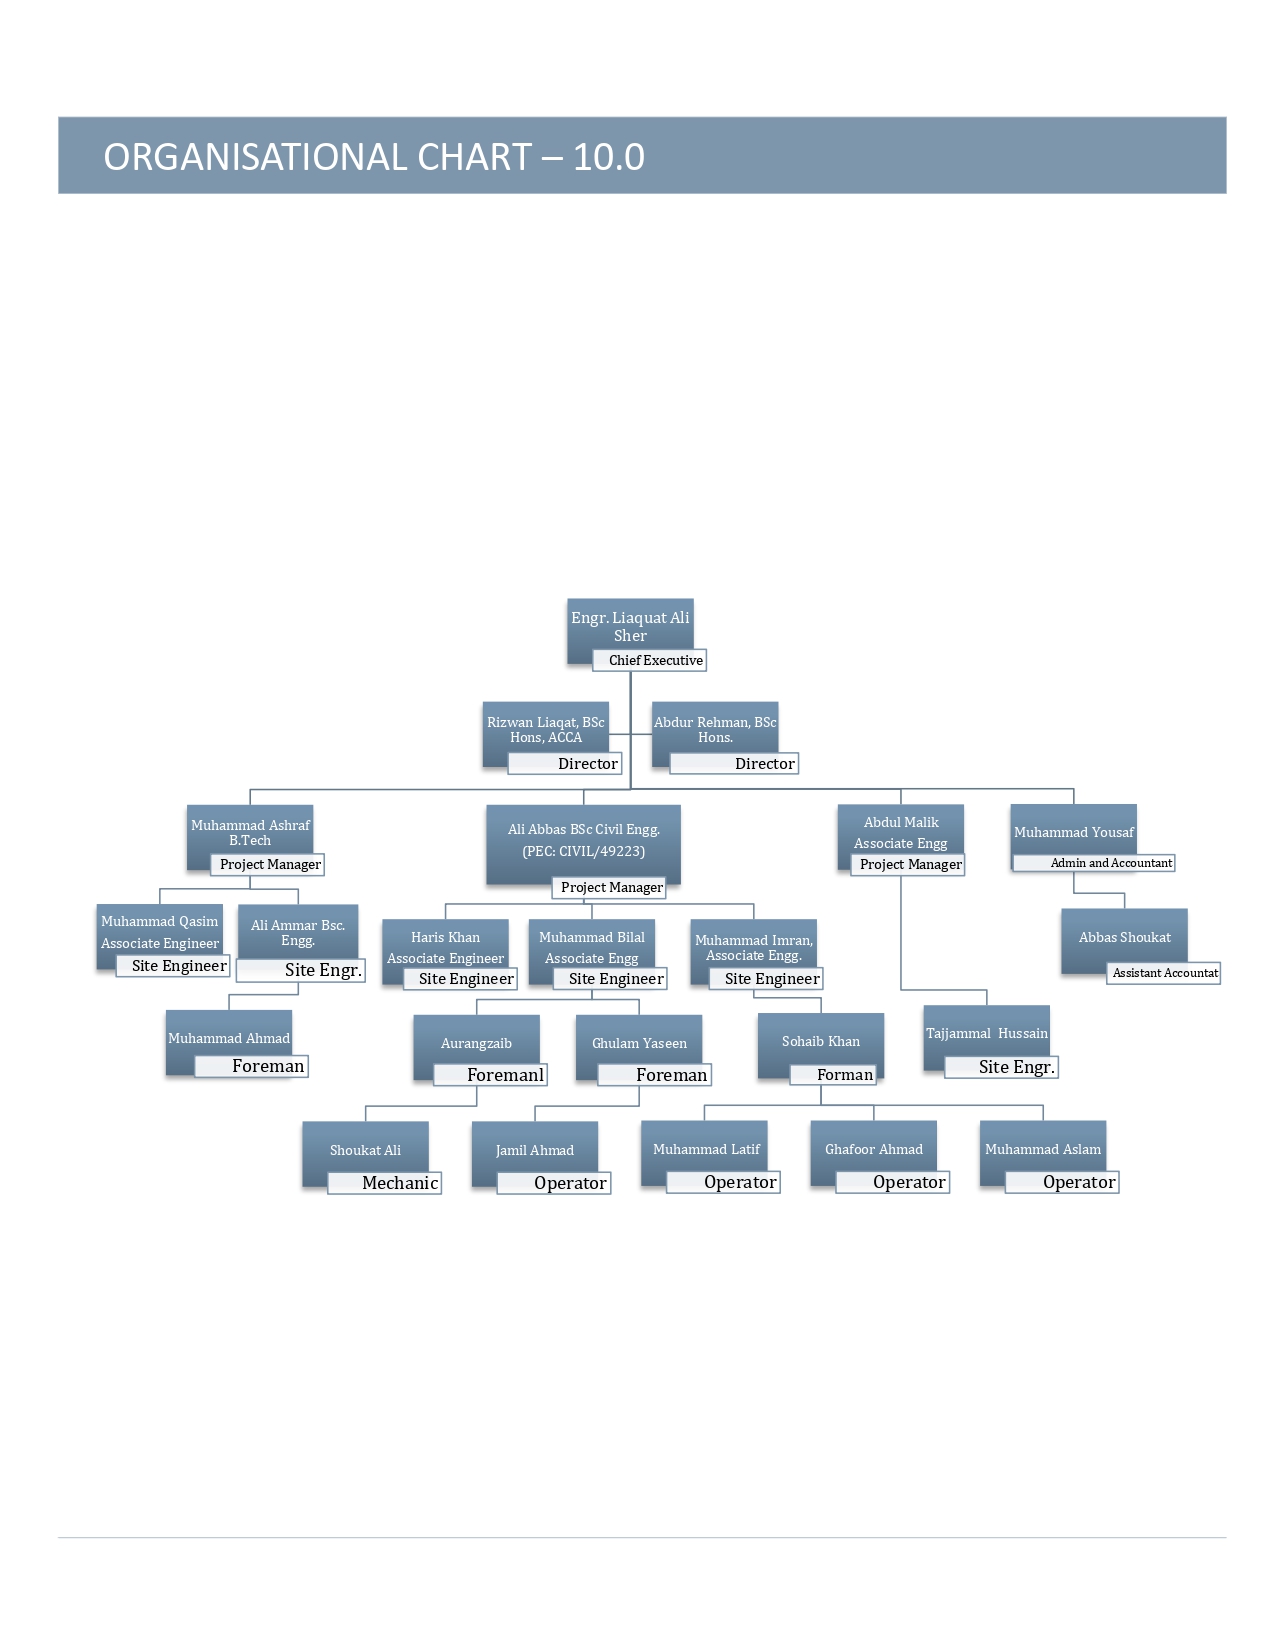 ORGANISATIONAL CHART – 10.0
Engr. Liaquat Ali
Sher
Chief Executive
Rizwan Liaqat, BSc
Hons, ACCA
Director
Abdur Rehman, BSc
Hons.
Director
Muhammad Ashraf
B.Tech
Project Manager
Ali Abbas BSc Civil Engg.
(PEC: CIVIL/49223)
Project Manager
Abdul Malik
Associate Engg
Project Manager
Muhammad Yousaf
Admin and Accountant
Muhammad Qasim
Associate Engineer
Site Engineer
Ali Ammar Bsc.
Engg.
Site Engr.
Haris Khan
Associate Engineer
Site Engineer
Muhammad Bilal
Associate Engg
Site Engineer
Muhammad Imran,
Associate Engg.
Site Engineer
Abbas Shoukat
Assistant Accountat
Muhammad Ahmad
Foreman
Aurangzaib
Foremanl
Ghulam Yaseen
Foreman
Sohaib Khan
Forman
Tajjammal  Hussain
Site Engr.
Shoukat Ali
Mechanic
Jamil Ahmad
Operator
Muhammad Latif
Operator
Ghafoor Ahmad
Operator
Muhammad Aslam
Operator